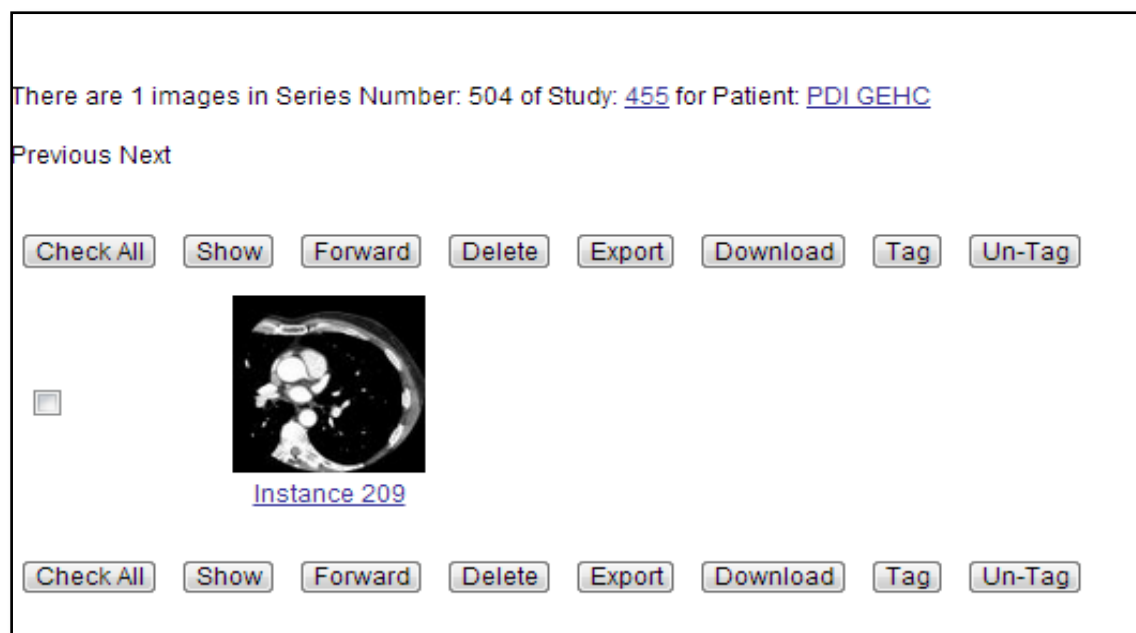 There are 1 images in Series Number: 504 of Study: 455 for Patient: PDI GEHC
Previous Next
Check All Show Forward Delete Export Download Tag Un-Tag
Instance 209
Check All Show Forward Delete Export Download Tag Un-Tag